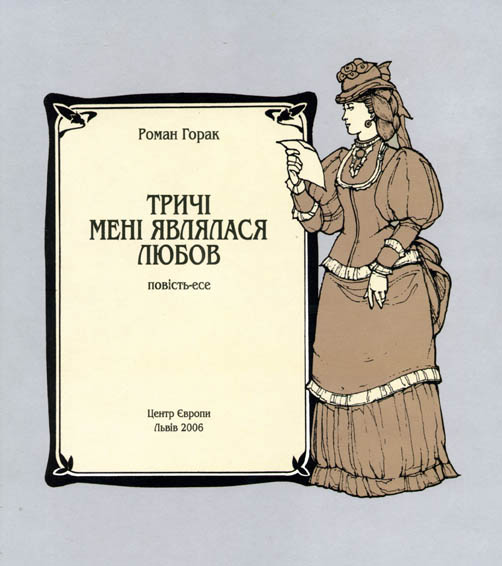 Роман Горак
ТРИЧІ
МЕНІ ЯВЛЯЛАСЯ
ЛЮБОВ
повість-есе
Центр Європи
Львів 2006